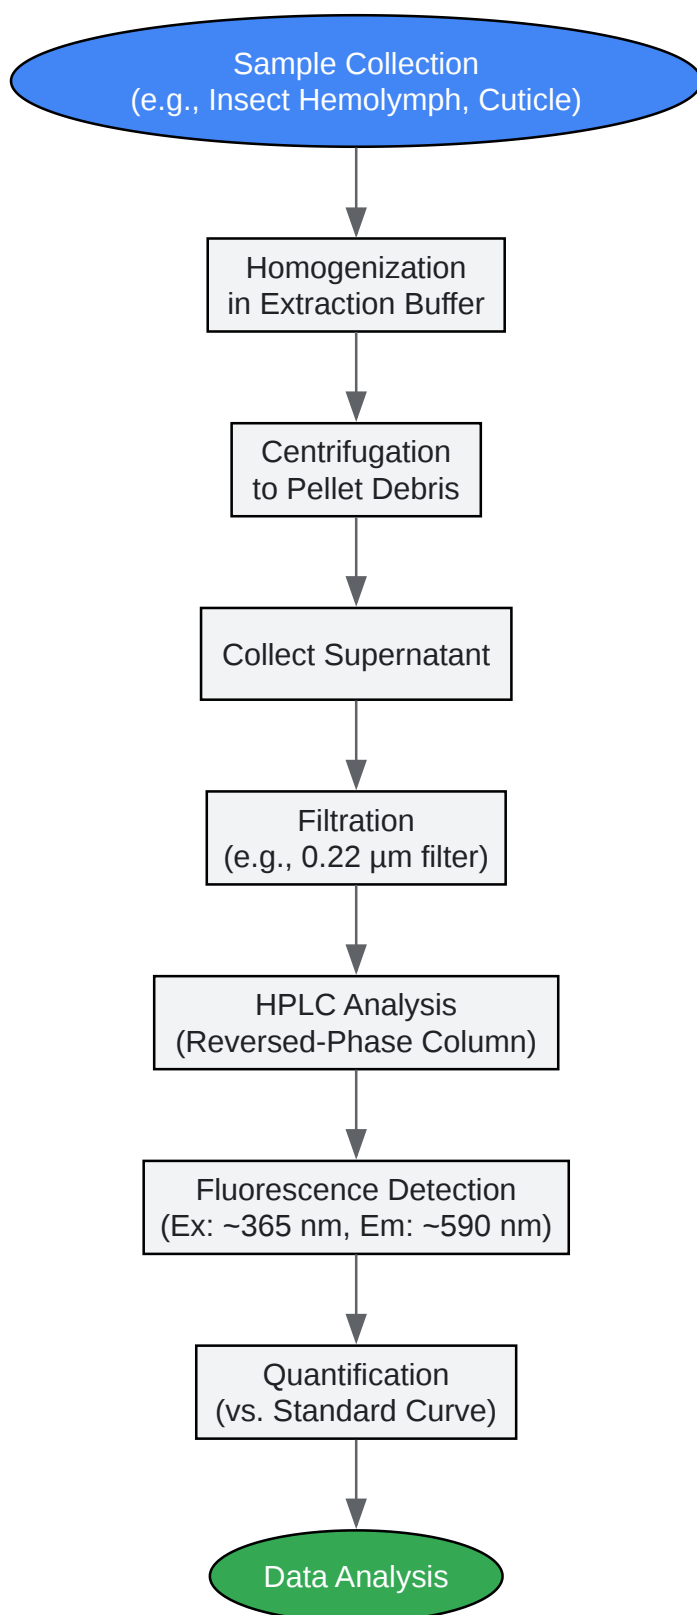 Sample Collection
(e.g., Insect Hemolymph, Cuticle)
Homogenization
in Extraction Buffer
Centrifugation
to Pellet Debris
Collect Supernatant
Filtration
(e.g., 0.22 µm filter)
HPLC Analysis
(Reversed-Phase Column)
Fluorescence Detection
(Ex: ~365 nm, Em: ~590 nm)
Quantification
(vs. Standard Curve)
Data Analysis